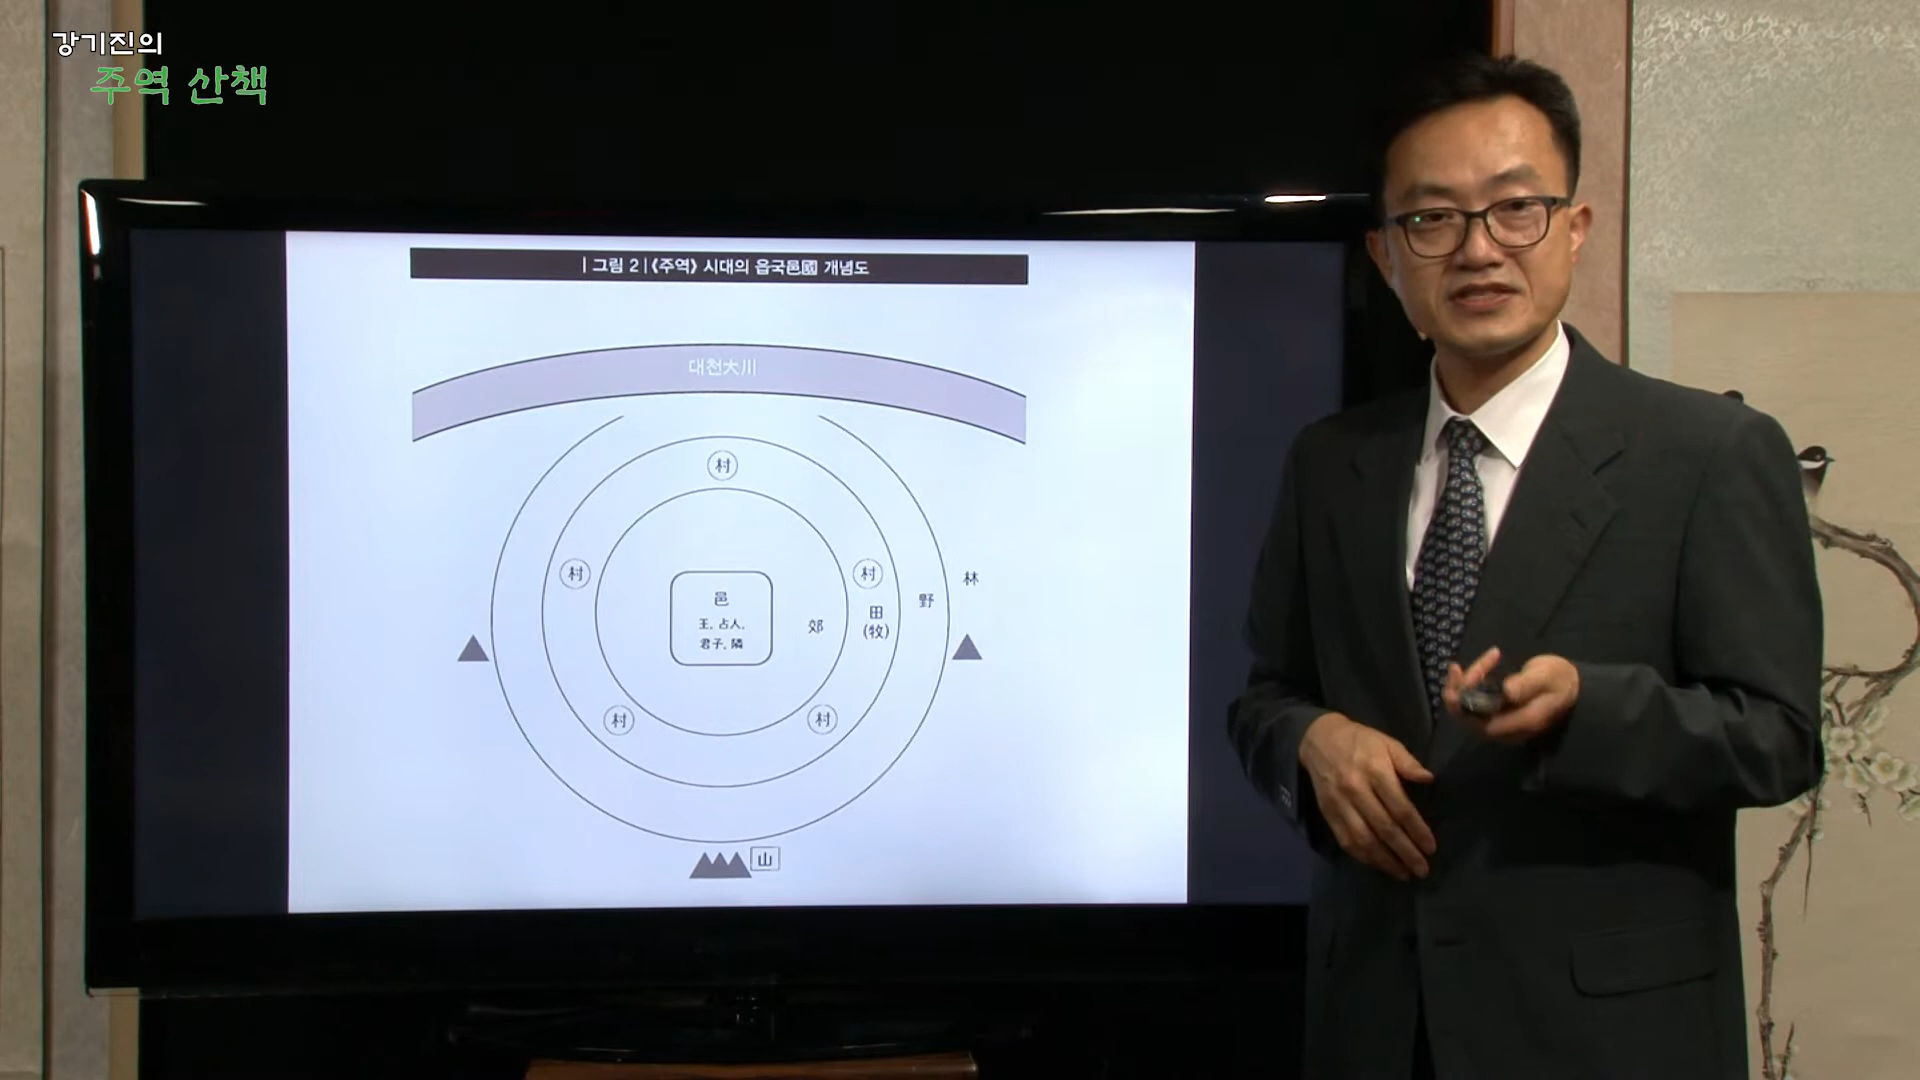 강기진의
주역 산책
| 그림 2 | 《주역》 시대의 읍국邑國 개념도
대천大川
村
村
村
林
野
邑
田
王, 占人,
郊
(牧)
君子, 隣
村
村
山